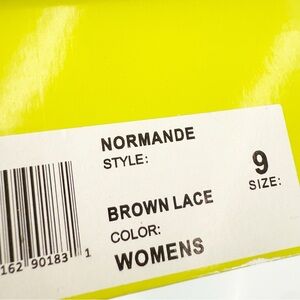 NORMANDE
STYLE:
9
SIZE:
BROWN LACE
COLOR:
WOMENS
162 90183 1